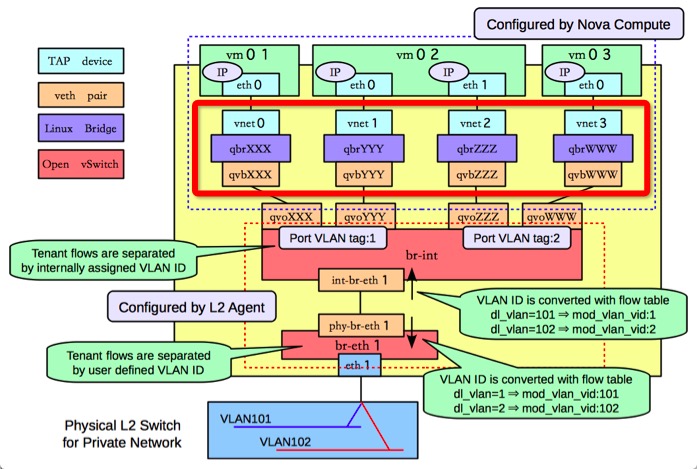 Configured by Nova Compute
TAP device
veth pair
Linux Bridge
Open vSwitch
vm 0 1
vm 0 2
vm 0 3
IP
IP
IP
IP
eth 0
eth 0
eth 1
eth 0
vnet 0
vnet 1
vnet 2
vnet 3
qbrXXX
qbrYYY
qbrZZZ
qbrWWW
qvbXXX
qvbYYY
qvbZZZ
qvbWWW
qvoXXX
qvoYYY
qvoZZZ
qvoWWW
Port VLAN tag:1
Port VLAN tag:2
br-int
Tenant flows are separated
by internally assigned VLAN ID
int-br-eth 1
Configured by L2 Agent
VLAN ID is converted with flow table
dl_vlan=101 ⇒ mod_vlan_vid:1
dl_vlan=102 ⇒ mod_vlan_vid:2
phy-br-eth 1
br-eth 1
Tenant flows are separated
by user defined VLAN ID
eth 1
VLAN ID is converted with flow table
dl_vlan=1 ⇒ mod_vlan_vid:101
dl_vlan=2 ⇒ mod_vlan_vid:102
Physical L2 Switch
for Private Network
VLAN101
VLAN102